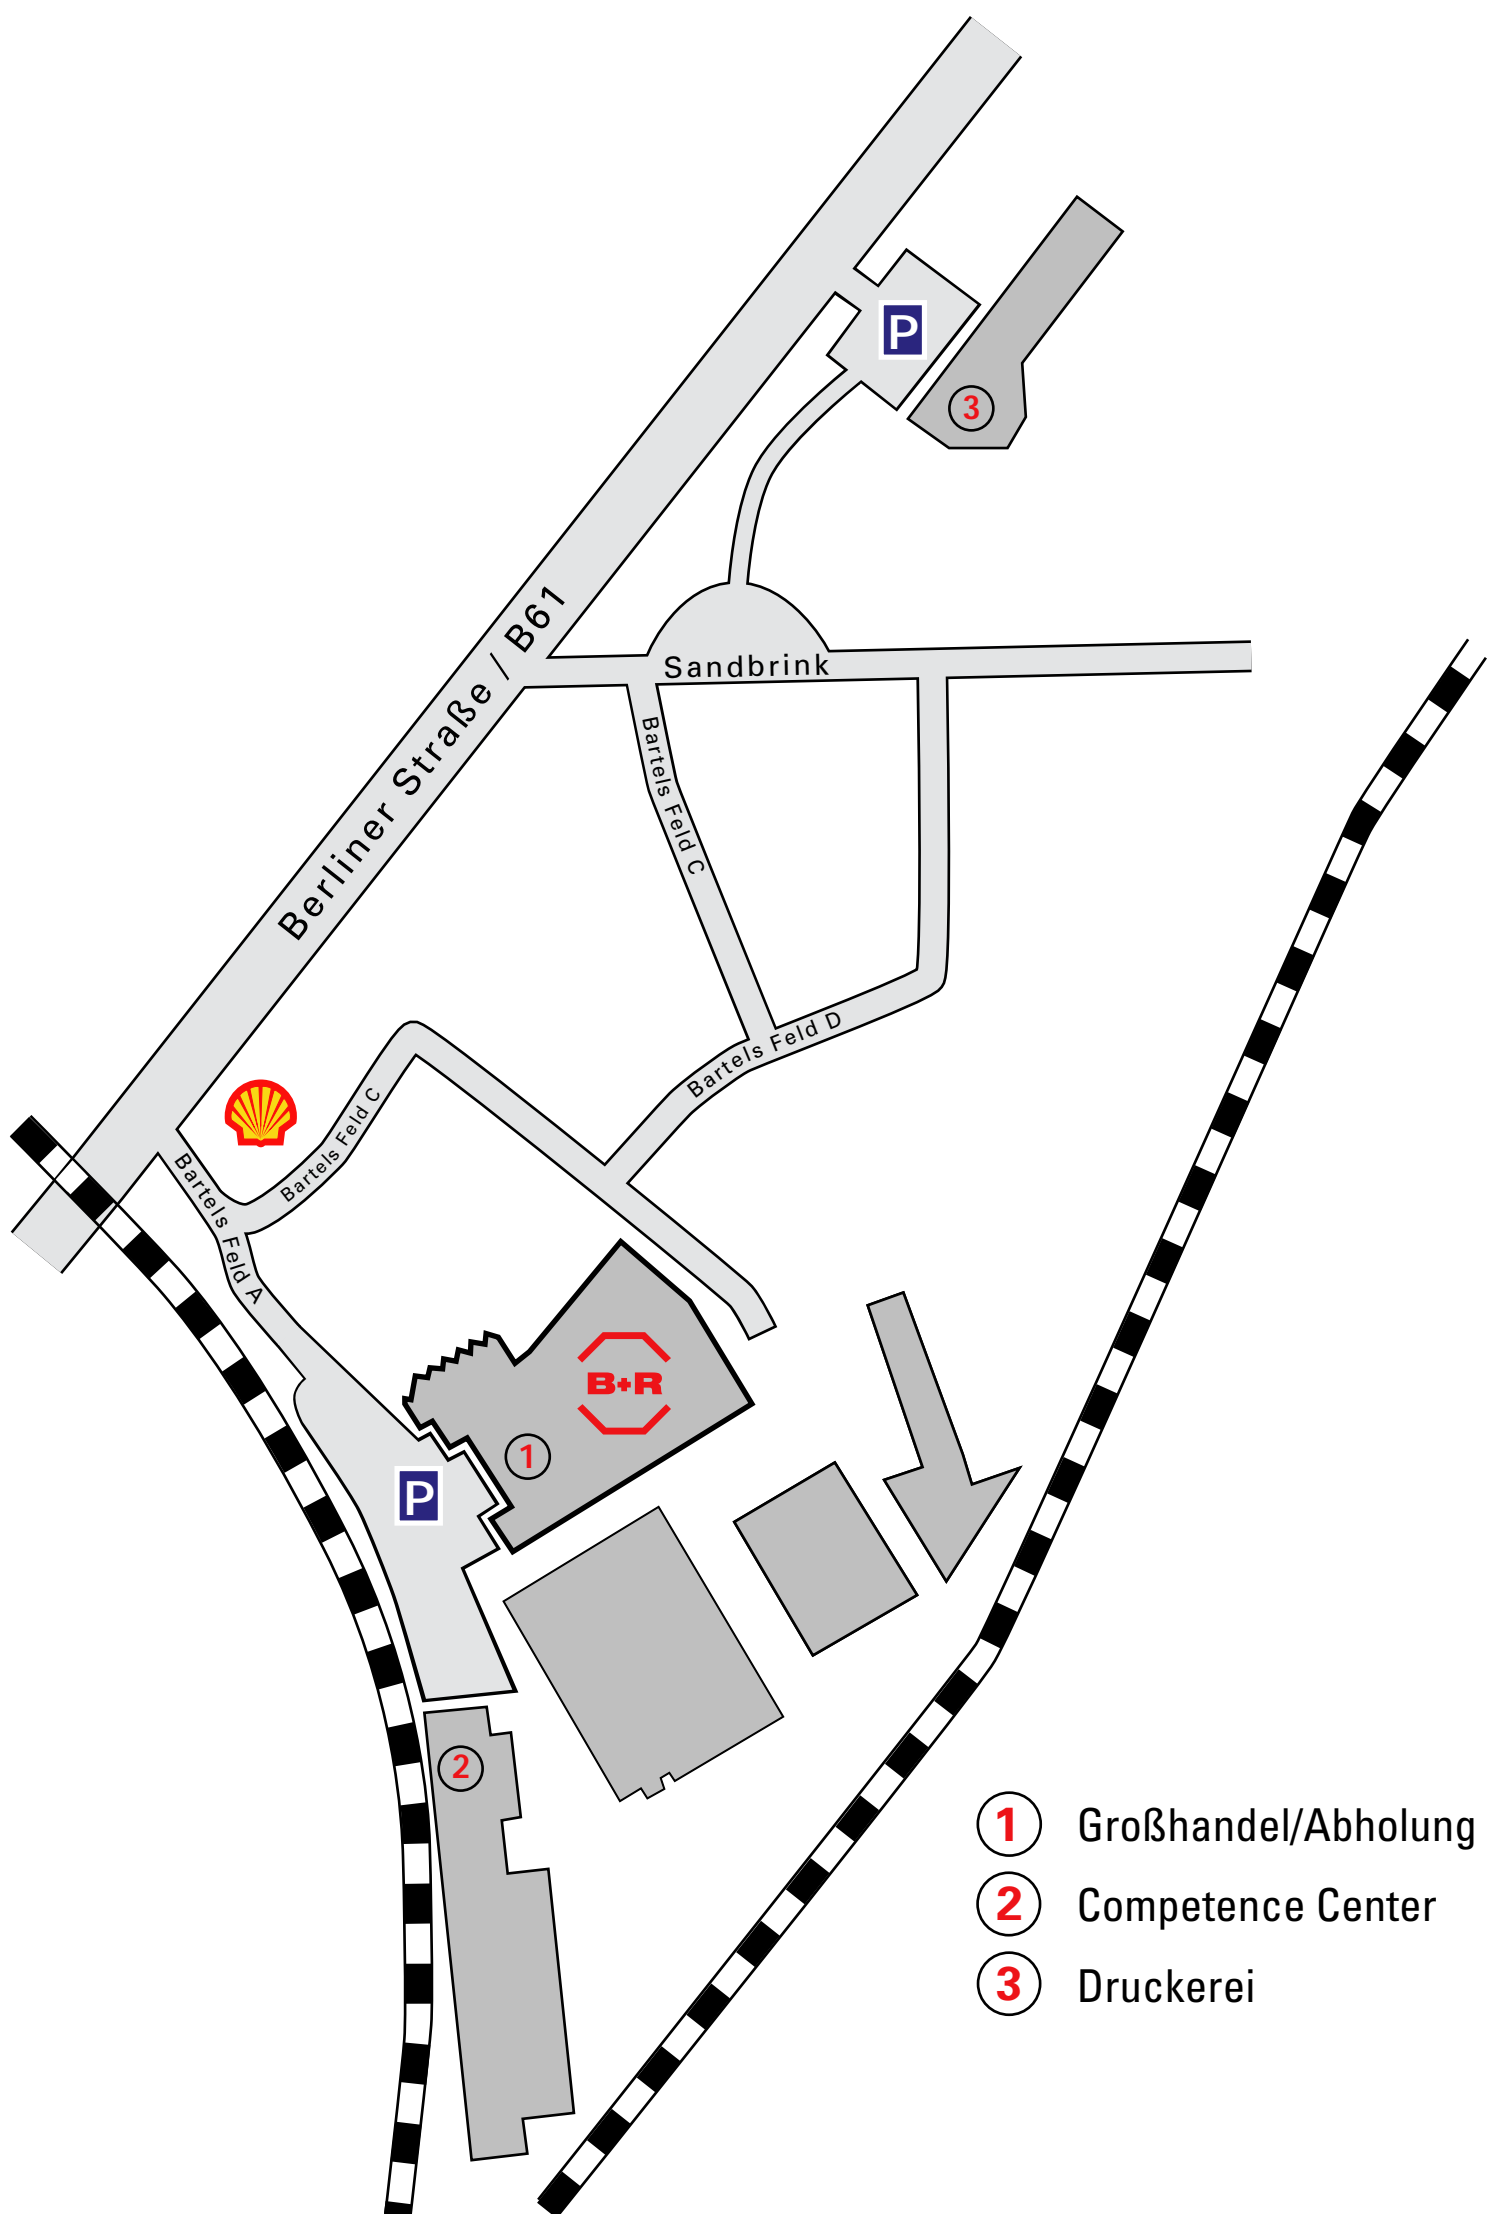 P
3
Berliner Straße / B61
Sandbrink
Bartels Feld C
Bartels Feld D
Bartels Feld C
Bartels Feld A
B+R
1
P
2
1 Großhandel/Abholung
2 Competence Center
3 Druckerei